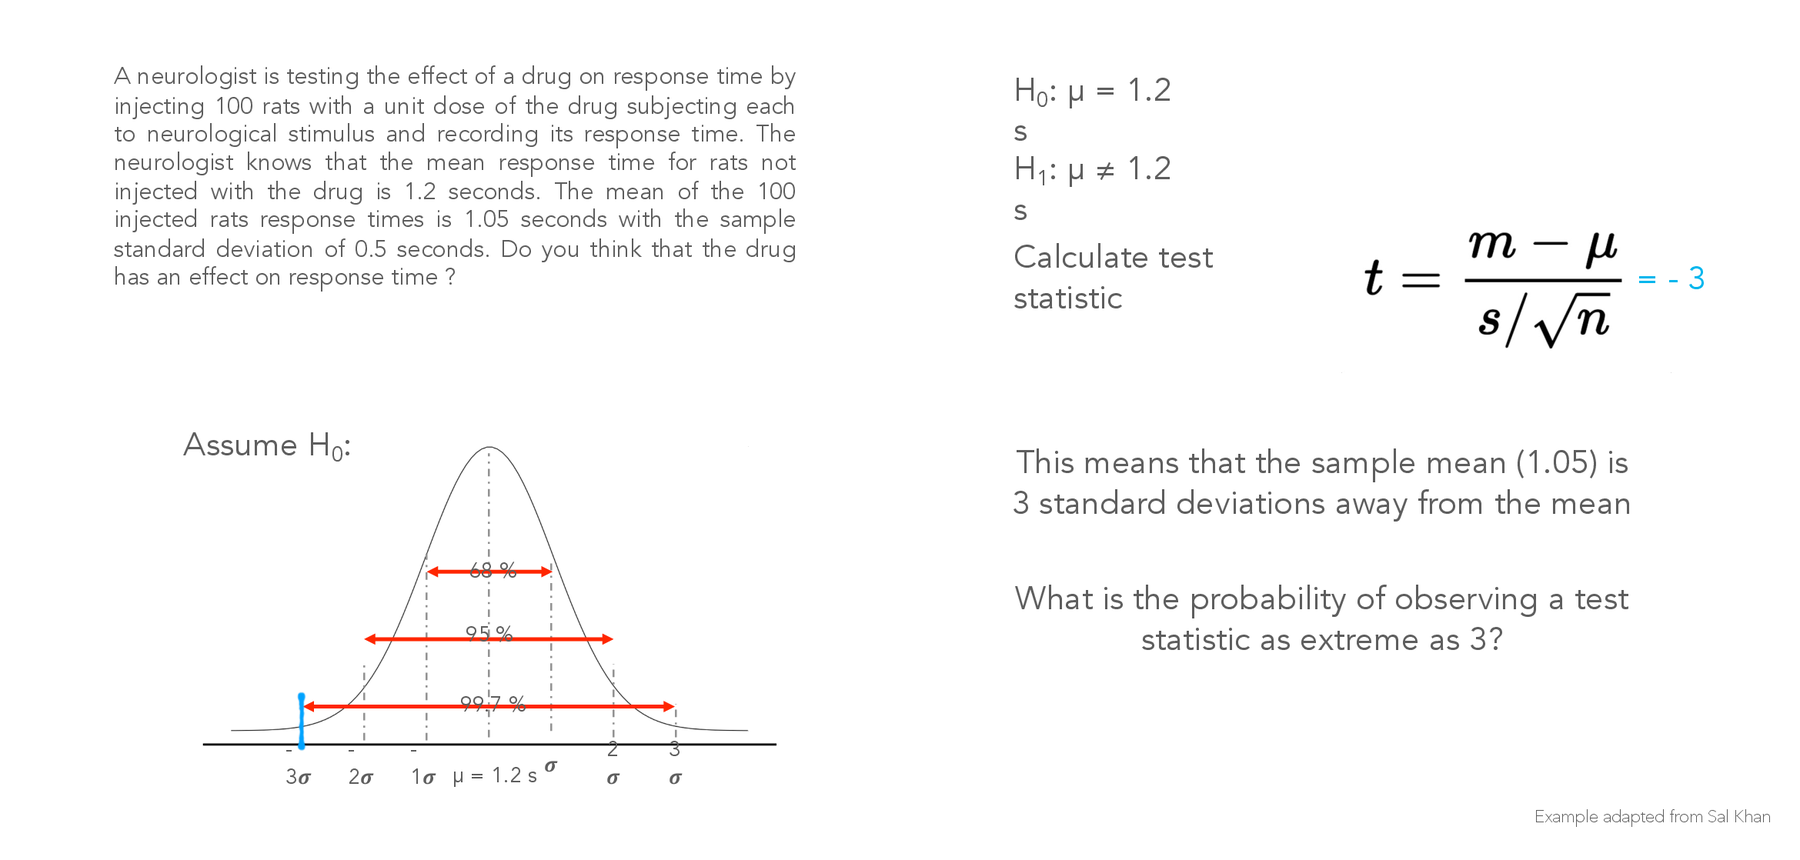 A neurologist is testing the effect of a drug on response time by
injecting 100 rats with a unit dose of the drug subjecting each
to neurological stimulus and recording its response time. The
neurologist knows that the mean response time for rats not
injected with the drug is 1.2 seconds. The mean of the 100
injected rats response times is 1.05 seconds with the sample
standard deviation of 0.5 seconds. Do you think that the drug
has an effect on response time ?
H₀: μ = 1.2
s
H₁: μ ≠ 1.2
s
Calculate test
statistic
t = (m − μ) / (s/√n) = - 3
Assume H₀:
68 %
95 %
99.7 %
- - - 2 3
3σ 2σ 1σ μ = 1.2 s σ σ σ
This means that the sample mean (1.05) is
3 standard deviations away from the mean
What is the probability of observing a test
statistic as extreme as 3?
Example adapted from Sal Khan